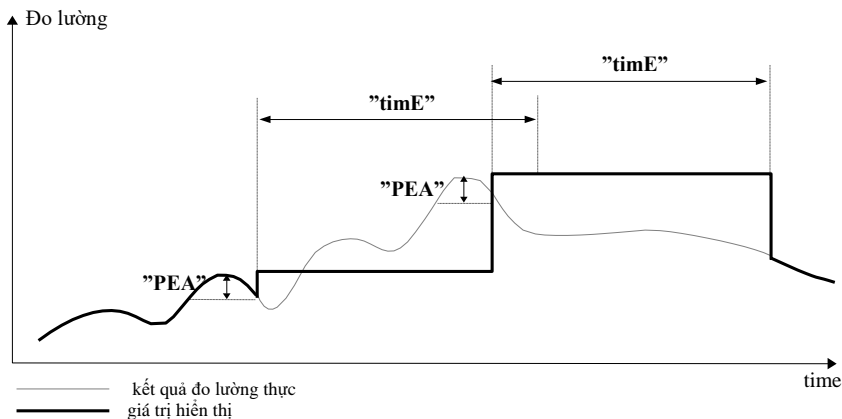 Đo lường
”timE”
”timE”
”PEA”
”PEA”
time
kết quả đo lường thực
giá trị hiển thị